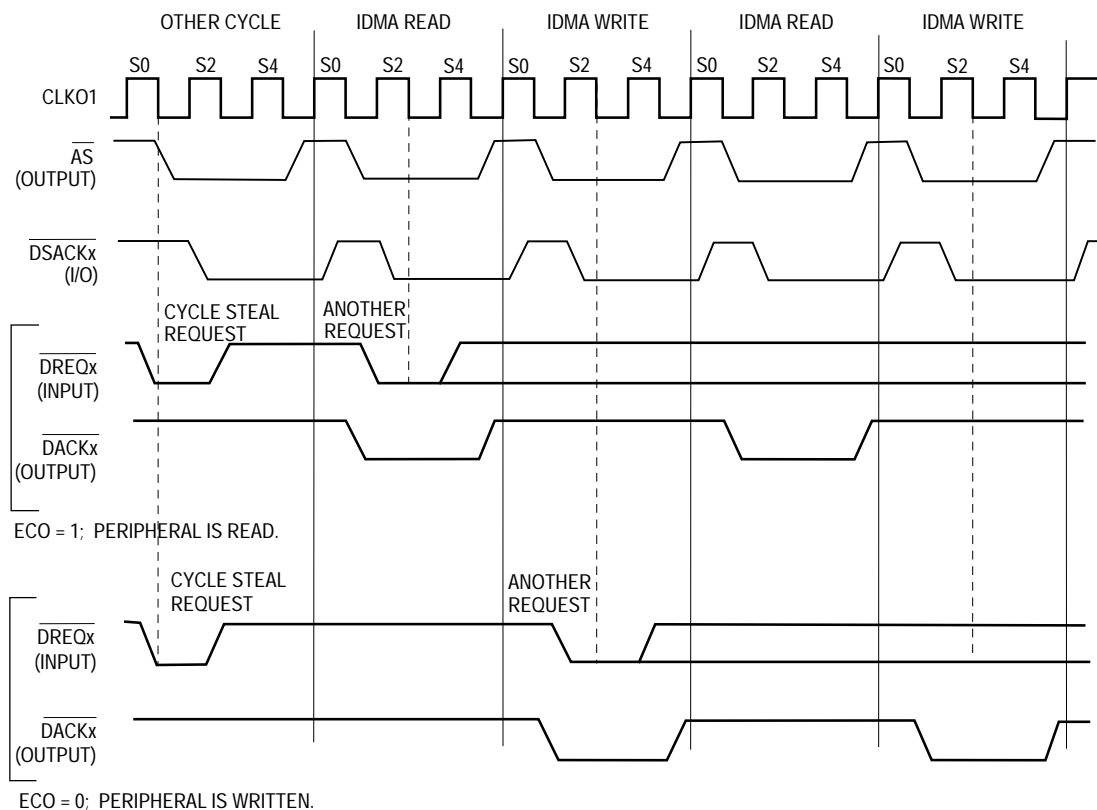 OTHER CYCLE IDMA READ IDMA WRITE IDMA READ IDMA WRITE
S0 S2 S4 S0 S2 S4 S0 S2 S4 S0 S2 S4 S0 S2 S4
CLKO1
AS
(OUTPUT)
DSACKx
(I/O)
CYCLE STEAL
REQUEST
ANOTHER
REQUEST
DREQx
(INPUT)
DACKx
(OUTPUT)
ECO = 1; PERIPHERAL IS READ.
CYCLE STEAL
REQUEST
ANOTHER
REQUEST
DREQx
(INPUT)
DACKx
(OUTPUT)
ECO = 0; PERIPHERAL IS WRITTEN.